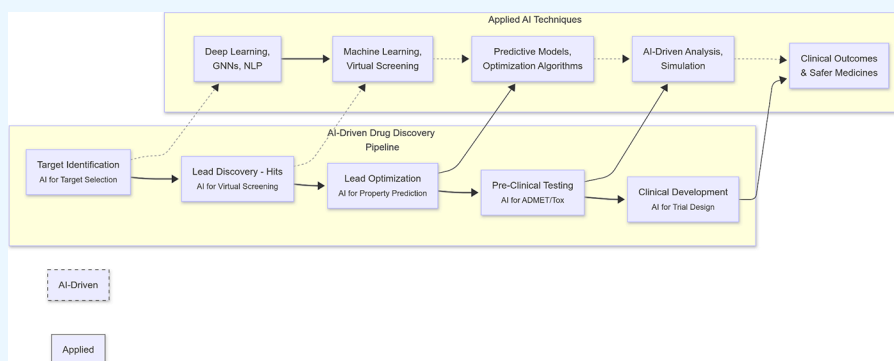 Applied AI Techniques
Deep Learning,
GNNs, NLP
Machine Learning,
Virtual Screening
Predictive Models,
Optimization Algorithms
AI-Driven Analysis,
Simulation
Clinical Outcomes
& Safer Medicines
AI-Driven Drug Discovery
Pipeline
Target Identification
AI for Target Selection
Lead Discovery - Hits
AI for Virtual Screening
Lead Optimization
AI for Property Prediction
Pre-Clinical Testing
AI for ADMET/Tox
Clinical Development
AI for Trial Design
AI-Driven
Applied